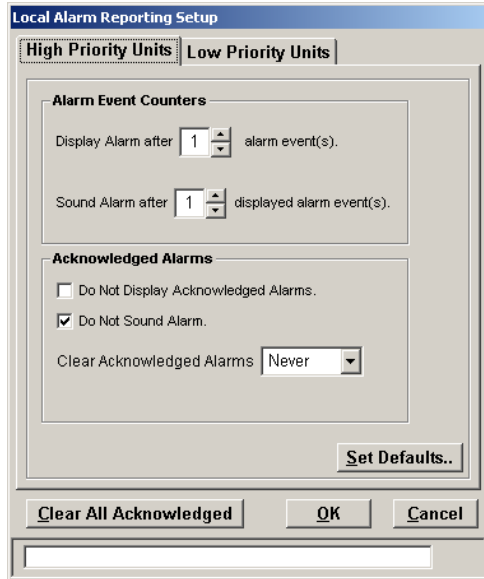 Local Alarm Reporting Setup
High Priority Units Low Priority Units
Alarm Event Counters
Display Alarm after 1 alarm event(s).
Sound Alarm after 1 displayed alarm event(s).
Acknowledged Alarms
Do Not Display Acknowledged Alarms.
Do Not Sound Alarm.
Clear Acknowledged Alarms Never
Set Defaults..
Clear All Acknowledged OK Cancel